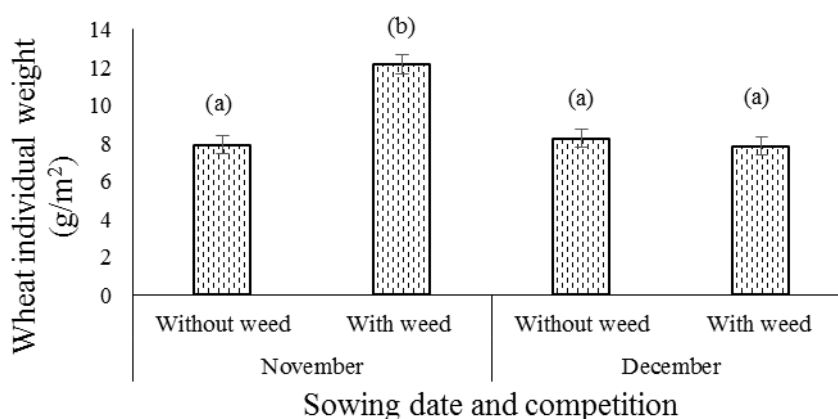 Wheat individual weight
(g/m²)
14
12
10
8
6
4
2
0
(a)
(b)
(a)
(a)
Without weed
With weed
Without weed
With weed
November
December
Sowing date and competition